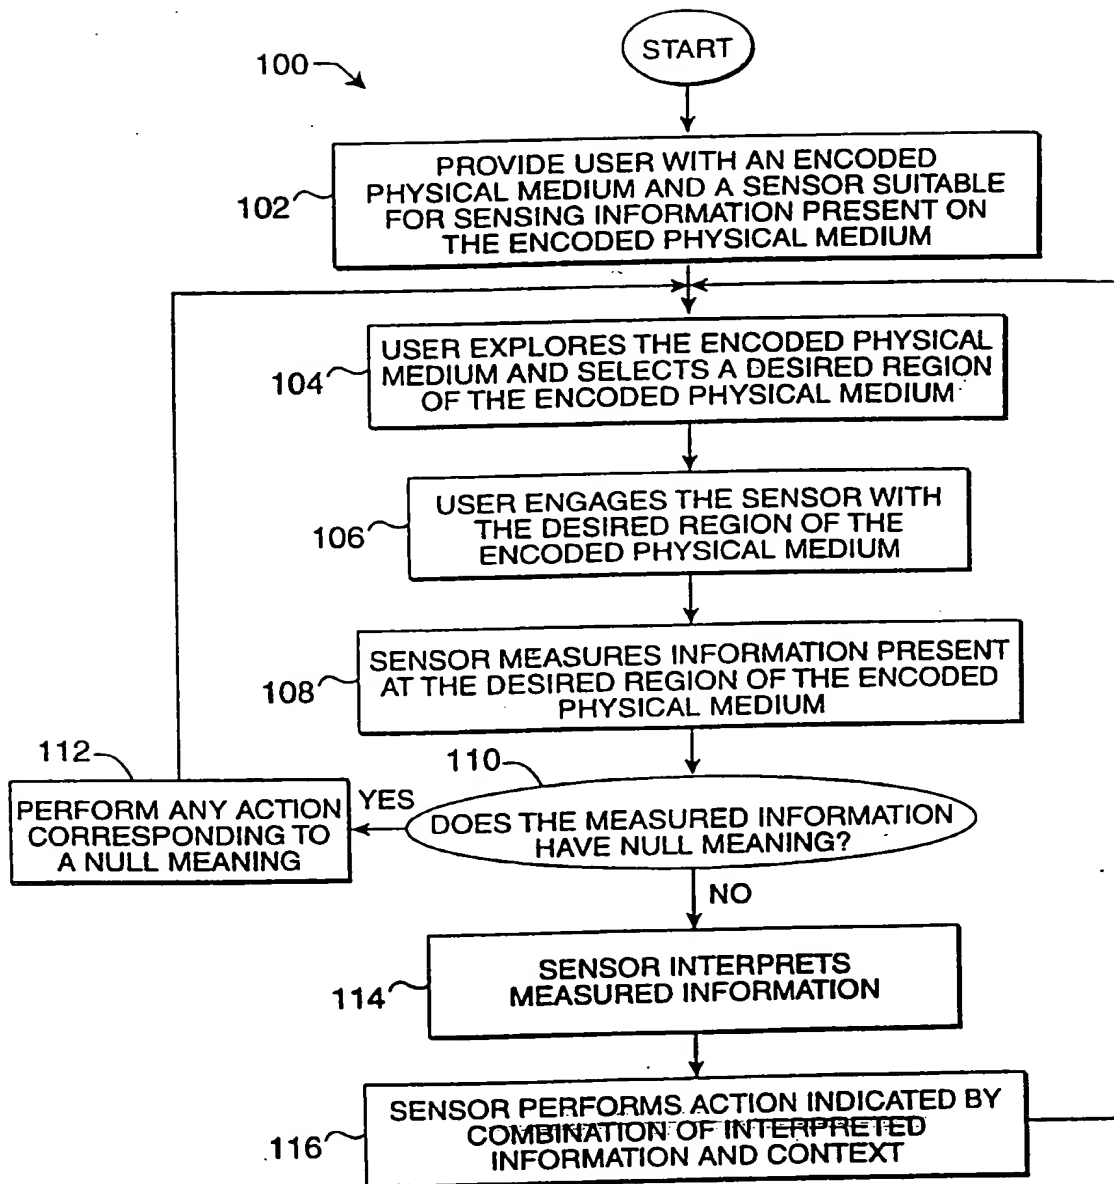 START
100
PROVIDE USER WITH AN ENCODED
PHYSICAL MEDIUM AND A SENSOR SUITABLE
FOR SENSING INFORMATION PRESENT ON
THE ENCODED PHYSICAL MEDIUM
102
USER EXPLORES THE ENCODED PHYSICAL
MEDIUM AND SELECTS A DESIRED REGION
OF THE ENCODED PHYSICAL MEDIUM
104
USER ENGAGES THE SENSOR WITH
THE DESIRED REGION OF THE
ENCODED PHYSICAL MEDIUM
106
SENSOR MEASURES INFORMATION PRESENT
AT THE DESIRED REGION OF THE ENCODED
PHYSICAL MEDIUM
108
110
DOES THE MEASURED INFORMATION
HAVE NULL MEANING?
YES
112
PERFORM ANY ACTION
CORRESPONDING TO
A NULL MEANING
NO
SENSOR INTERPRETS
MEASURED INFORMATION
114
SENSOR PERFORMS ACTION INDICATED BY
COMBINATION OF INTERPRETED
INFORMATION AND CONTEXT
116